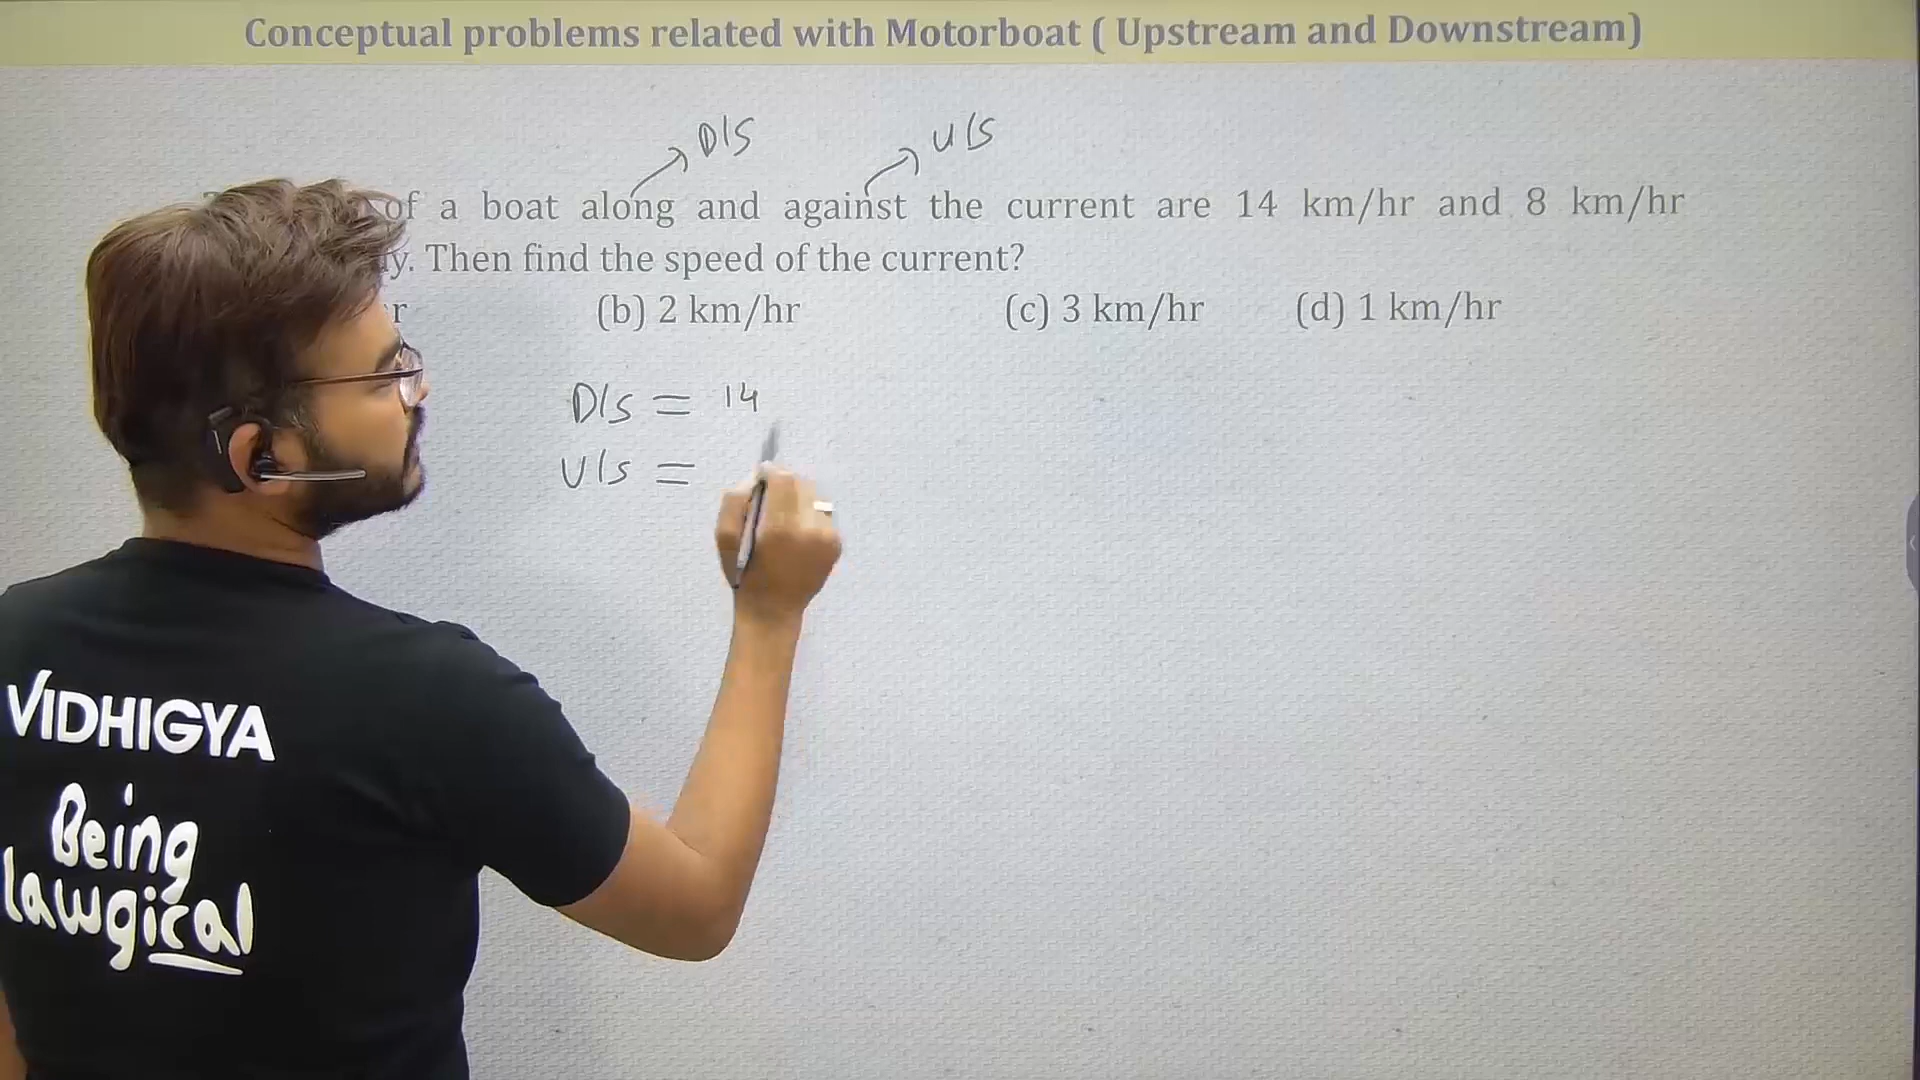 Conceptual problems related with Motorboat ( Upstream and Downstream)
D/S
U/S
of a boat along and against the current are 14 km/hr and 8 km/hr
y. Then find the speed of the current?
r (b) 2 km/hr (c) 3 km/hr (d) 1 km/hr
D/S = 14
U/S =
VIDHIGYA
Being
Lawgical